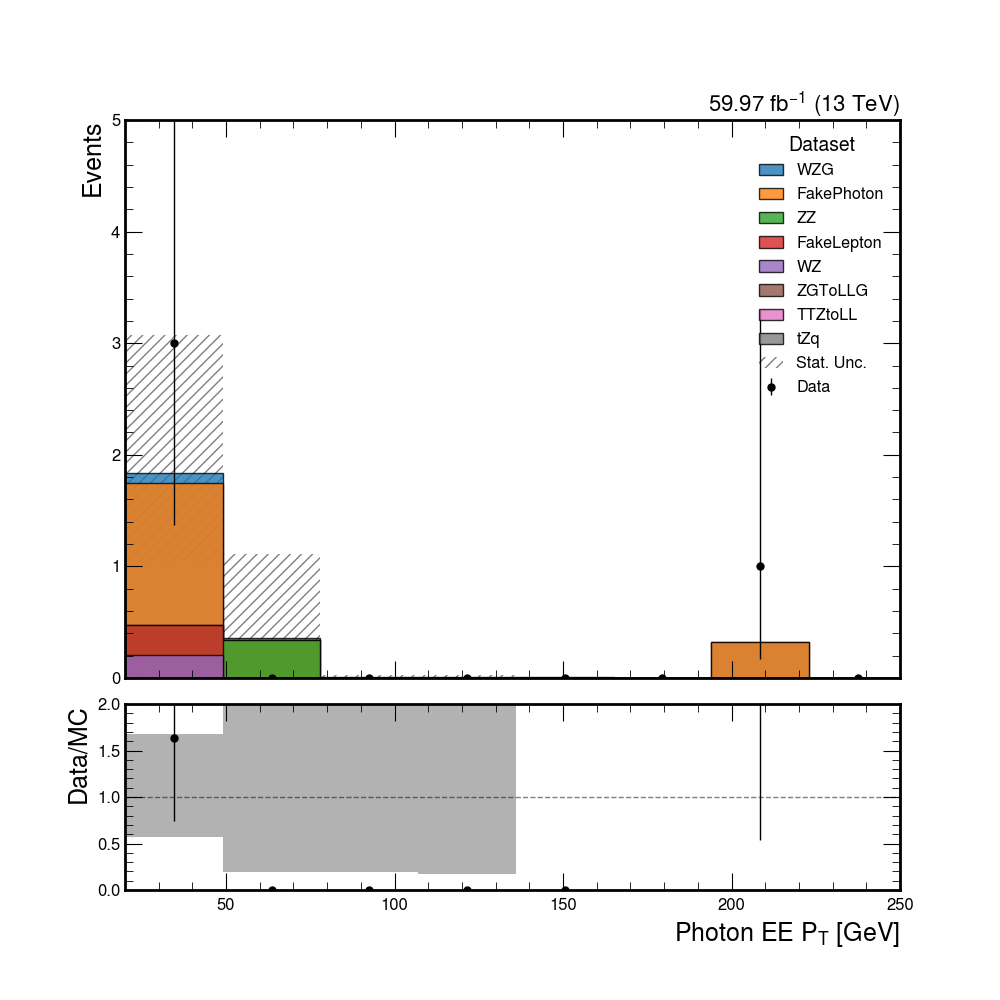 59.97 fb⁻¹ (13 TeV)
Events
5
4
3
2
1
0
Dataset
WZG
FakePhoton
ZZ
FakeLepton
WZ
ZGToLLG
TTZtoLL
tZq
Stat. Unc.
Data
Data/MC
2.0
1.5
1.0
0.5
0.0
50 100 150 200 250
Photon EE P_T [GeV]